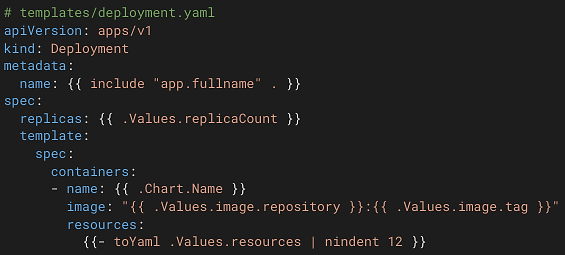 # templates/deployment.yaml
apiVersion: apps/v1
kind: Deployment
metadata:
  name: {{ include "app.fullname" . }}
spec:
  replicas: {{ .Values.replicaCount }}
  template:
    spec:
      containers:
      - name: {{ .Chart.Name }}
        image: "{{ .Values.image.repository }}:{{ .Values.image.tag }}"
        resources:
          {{- toYaml .Values.resources | nindent 12 }}